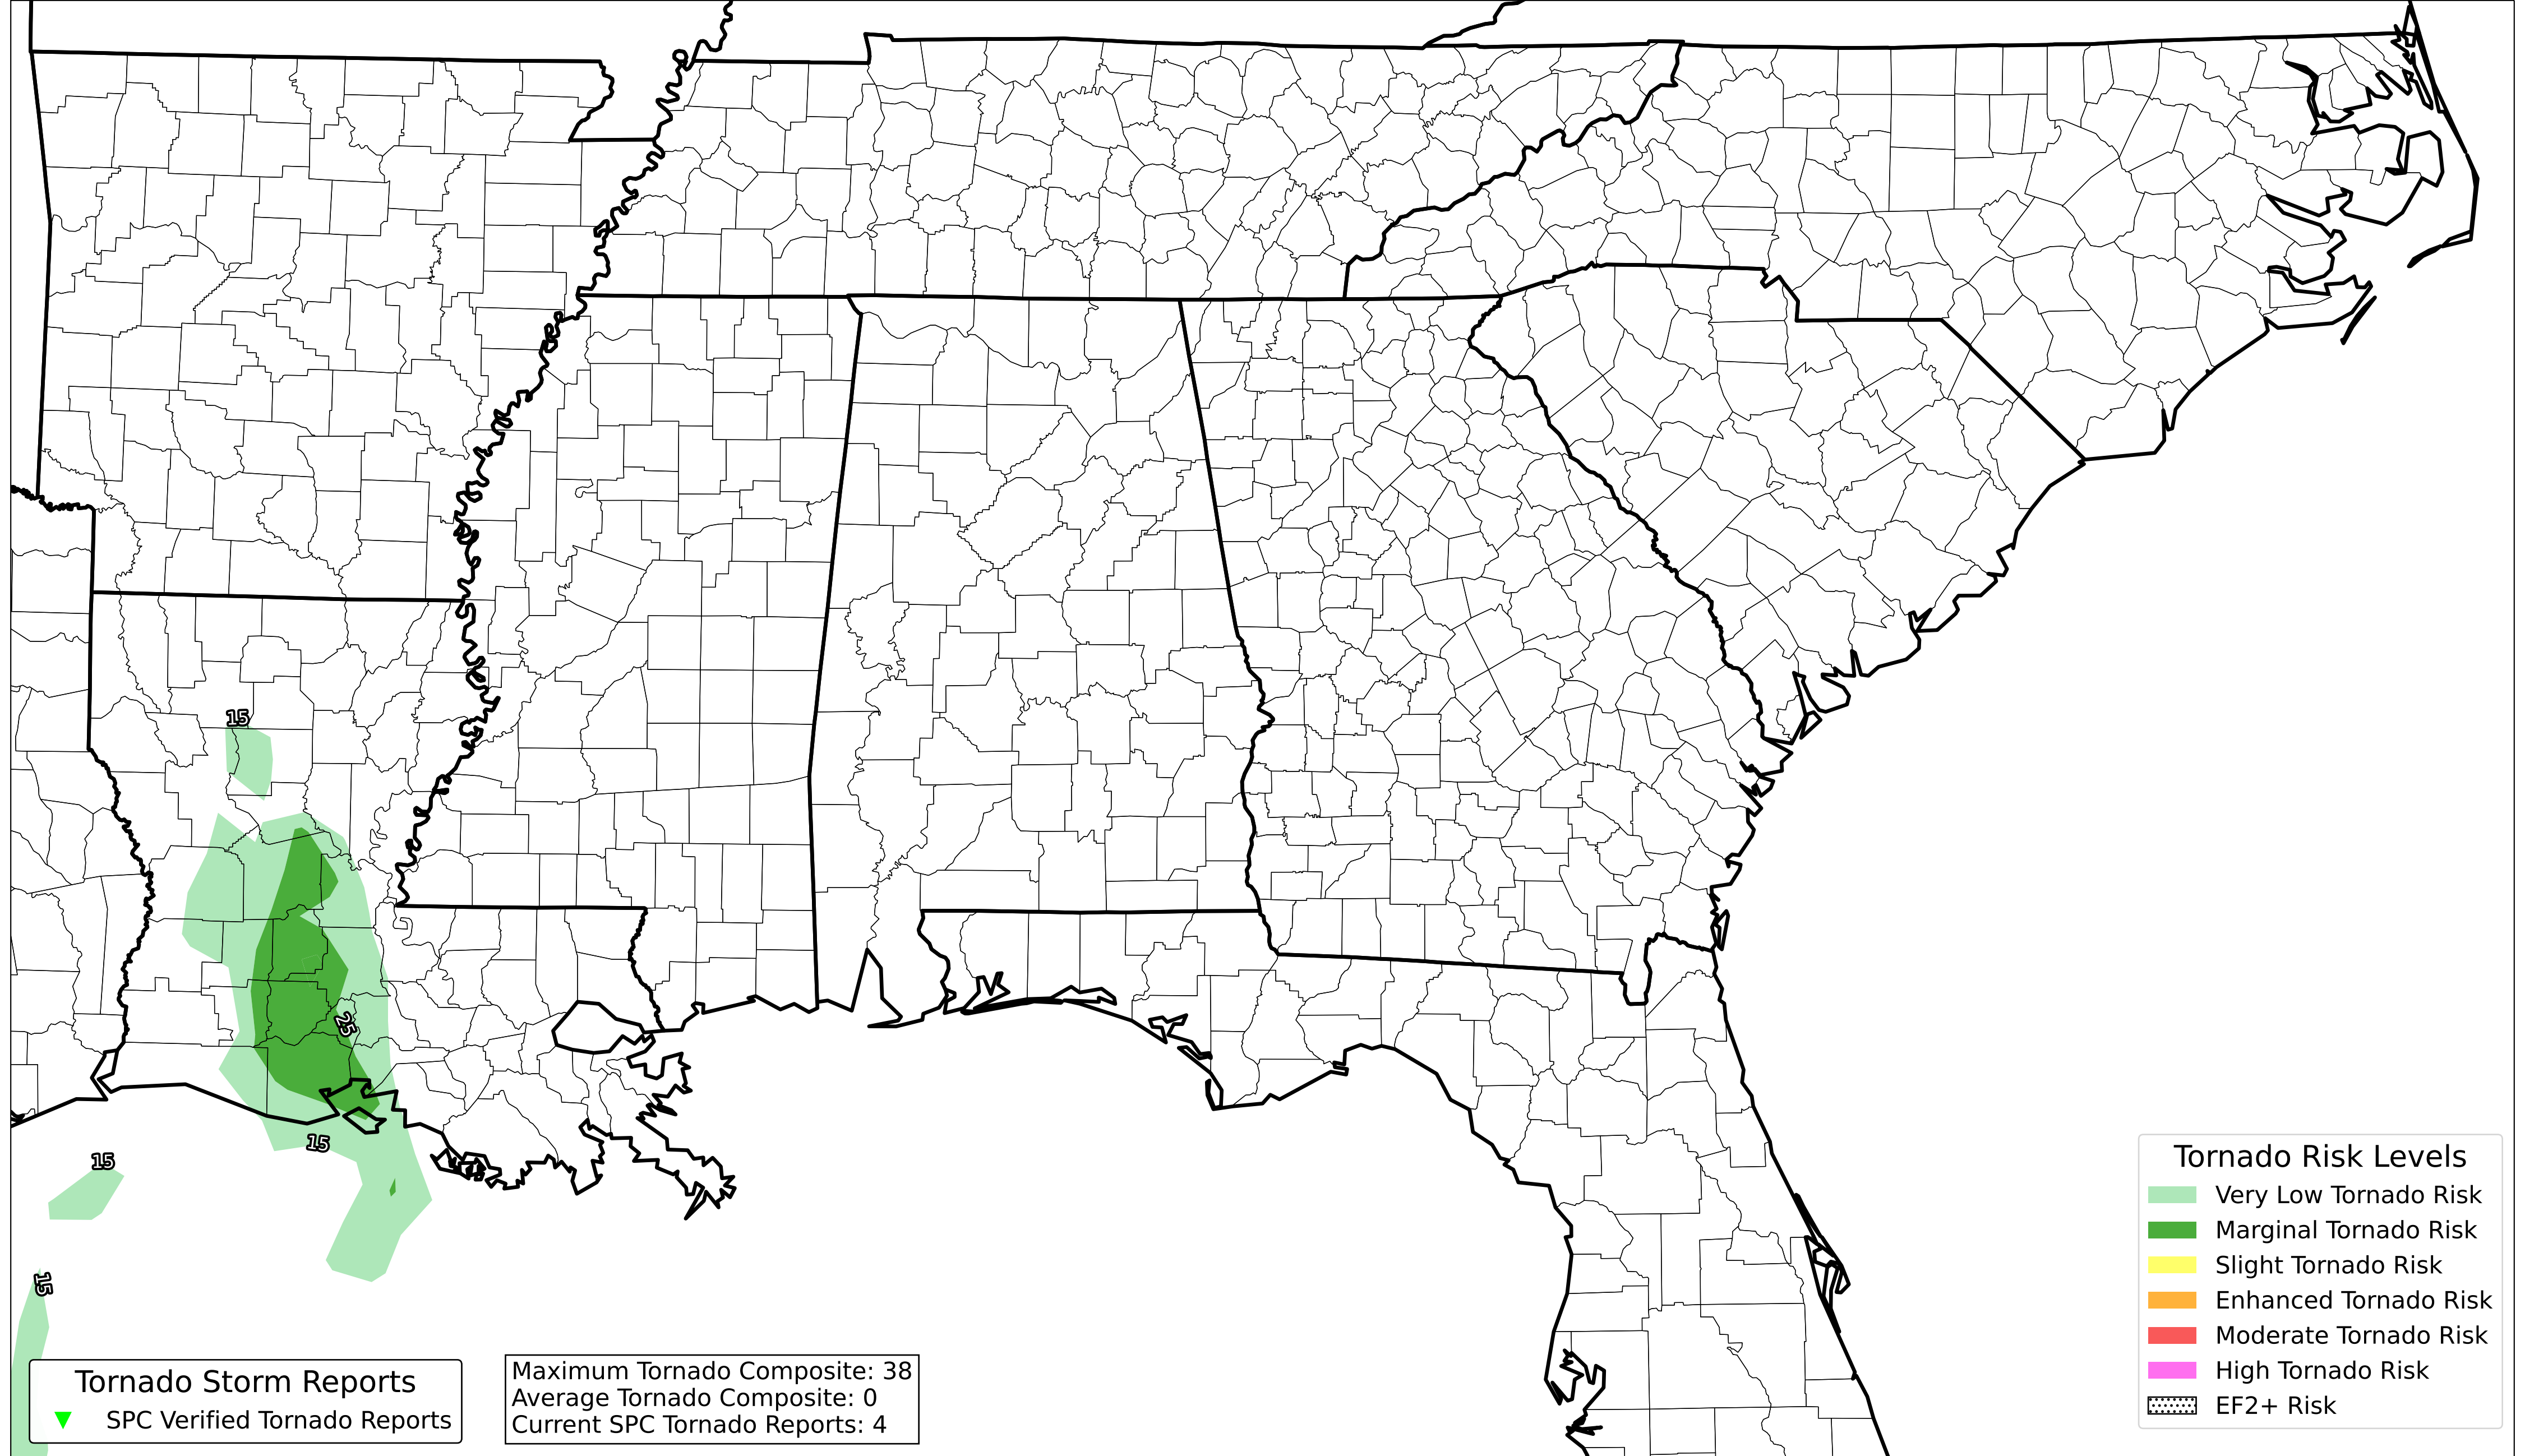 15
25
15
15
15
Tornado Storm Reports
SPC Verified Tornado Reports
Maximum Tornado Composite: 38
Average Tornado Composite: 0
Current SPC Tornado Reports: 4
Tornado Risk Levels
Very Low Tornado Risk
Marginal Tornado Risk
Slight Tornado Risk
Enhanced Tornado Risk
Moderate Tornado Risk
High Tornado Risk
EF2+ Risk